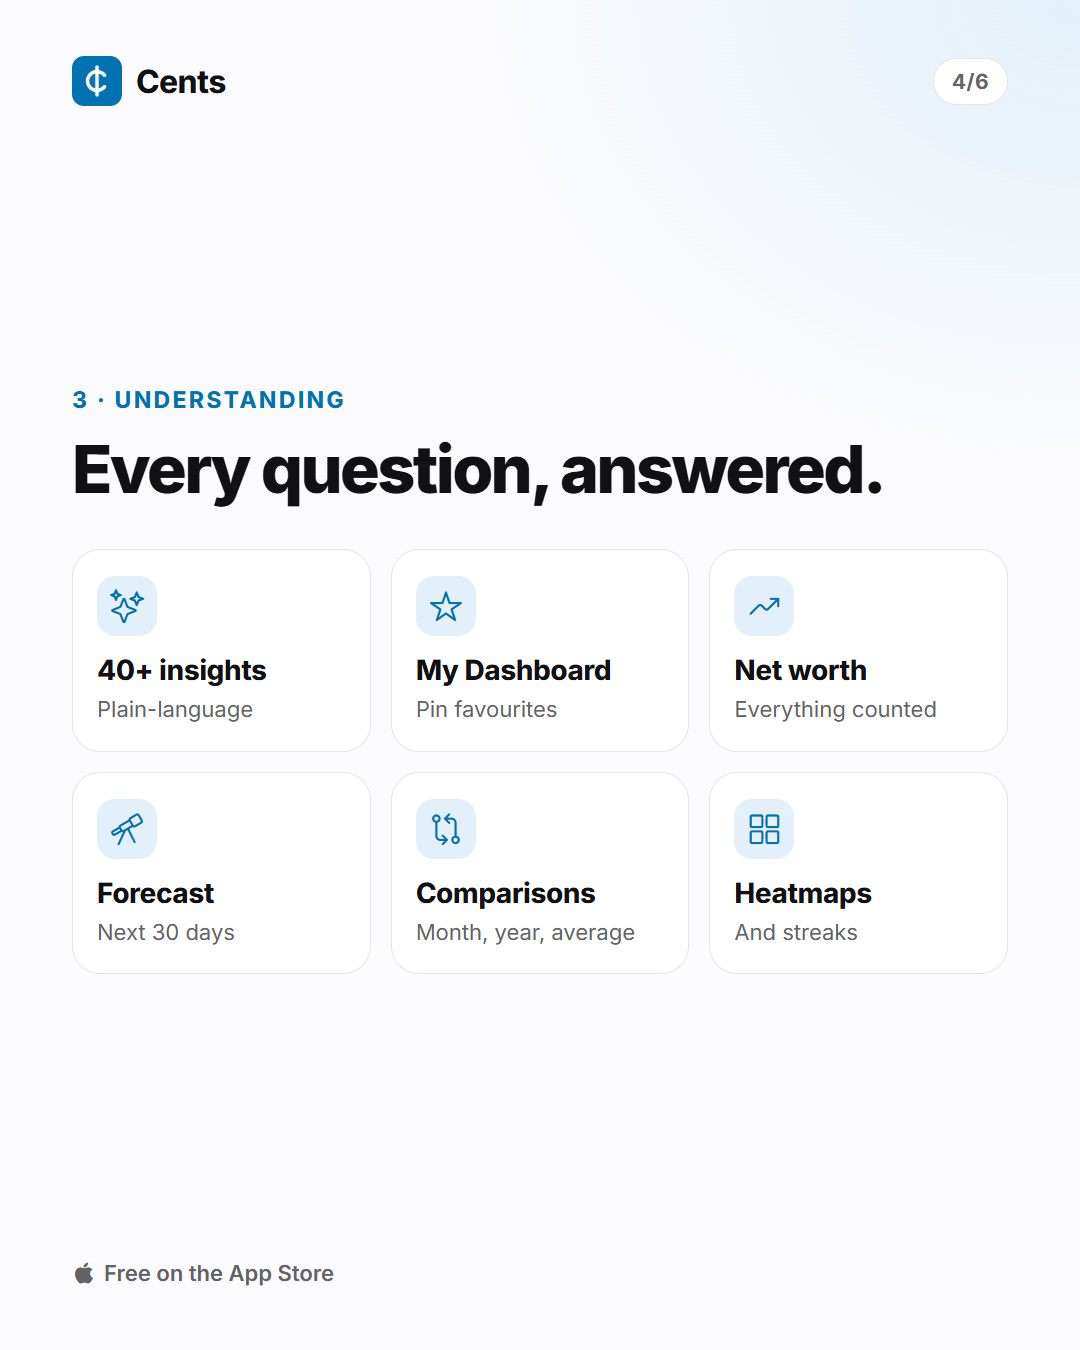 Cents
4/6
3 · UNDERSTANDING
Every question, answered.
40+ insights
Plain-language
My Dashboard
Pin favourites
Net worth
Everything counted
Forecast
Next 30 days
Comparisons
Month, year, average
Heatmaps
And streaks
Free on the App Store